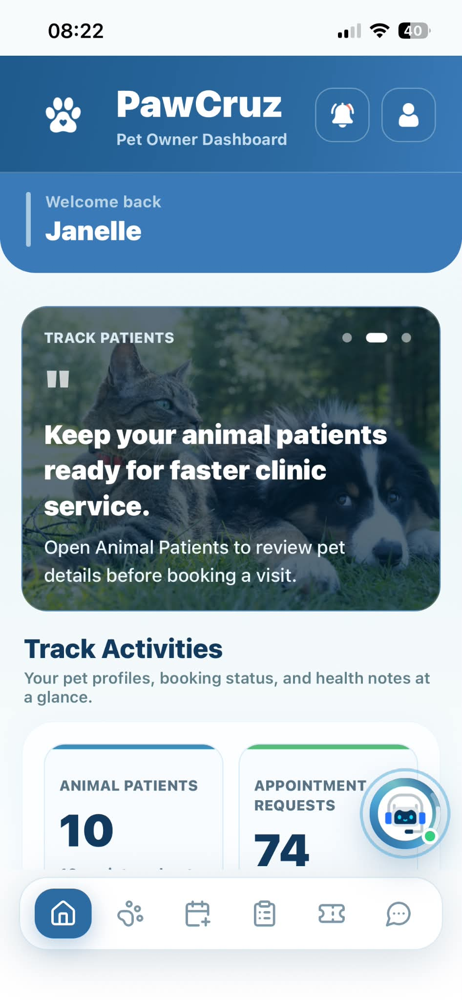 08:22
40
PawCruz
Pet Owner Dashboard
Welcome back
Janelle
TRACK PATIENTS
"
Keep your animal patients
ready for faster clinic
service.
Open Animal Patients to review pet
details before booking a visit.
Track Activities
Your pet profiles, booking status, and health notes at
a glance.
ANIMAL PATIENTS
10
APPOINTMENT
REQUESTS
74